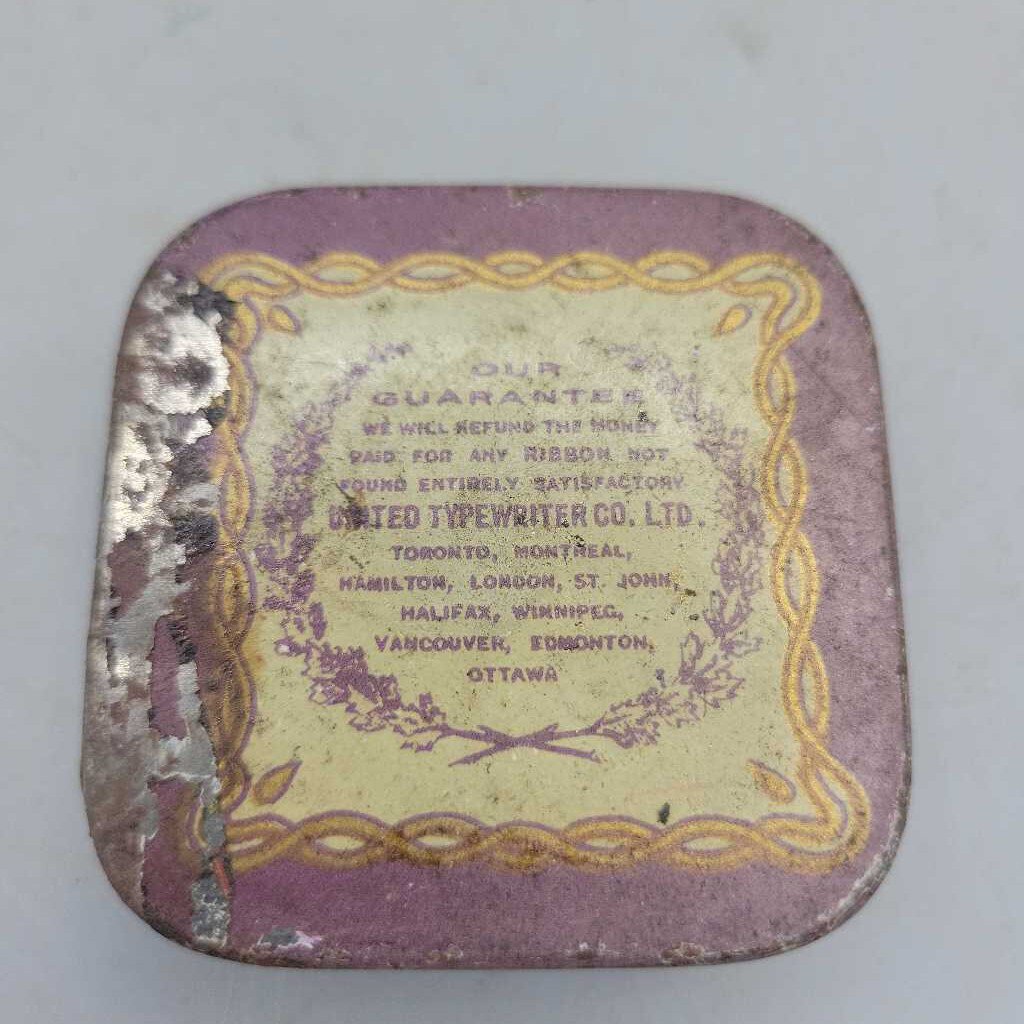 OUR
GUARANTEE
WE WILL REFUND THE MONEY
PAID FOR ANY RIBBON NOT
FOUND ENTIRELY SATISFACTORY
UNITED TYPEWRITER CO. LTD.
TORONTO, MONTREAL,
HAMILTON, LONDON, ST. JOHN,
HALIFAX, WINNIPEG,
VANCOUVER, EDMONTON,
OTTAWA